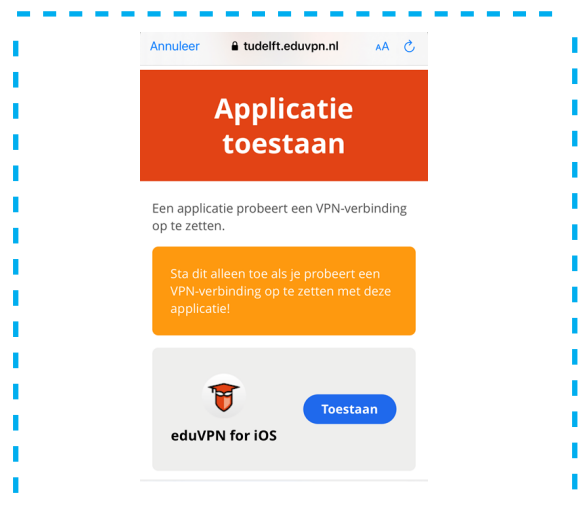 Annuleer tudelft.eduvpn.nl AA
Applicatie
toestaan
Een applicatie probeert een VPN-verbinding
op te zetten.
Sta dit alleen toe als je probeert een
VPN-verbinding op te zetten met deze
applicatie!
Toestaan
eduVPN for iOS